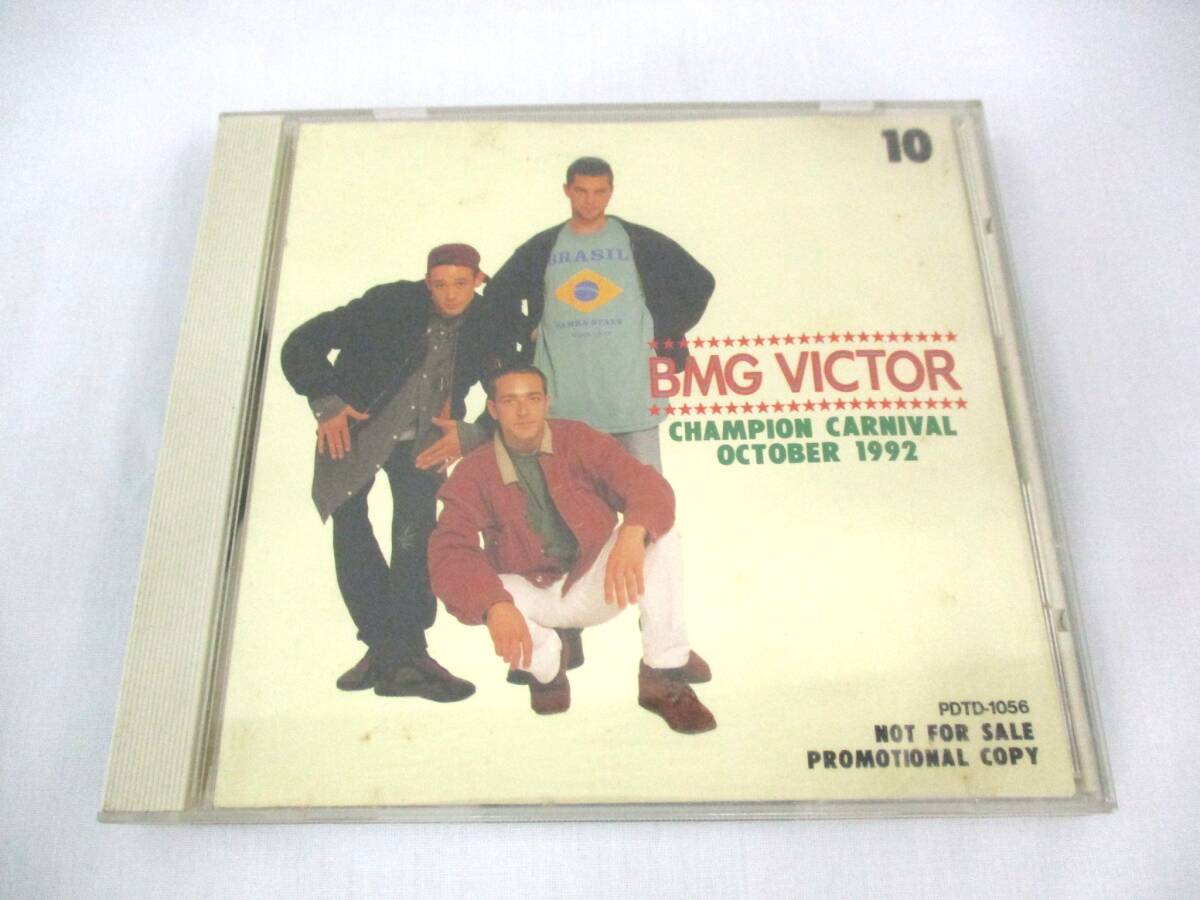 10
BRASIL
BMG VICTOR
CHAMPION CARNIVAL
OCTOBER 1992
PDTD-1056
NOT FOR SALE
PROMOTIONAL COPY